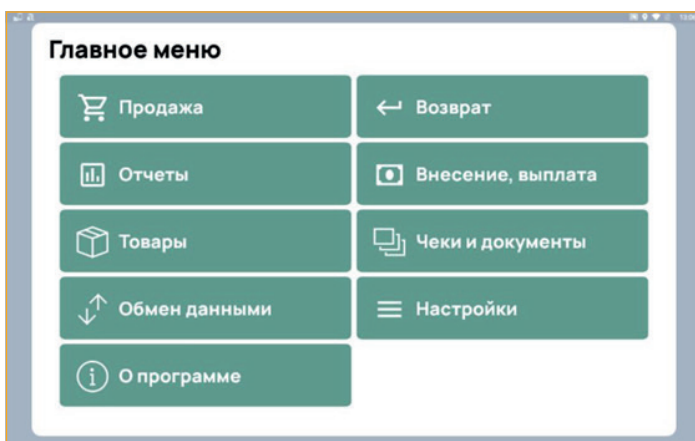 Главное меню
Продажа
Возврат
Отчеты
Внесение, выплата
Товары
Чеки и документы
Обмен данными
Настройки
О программе